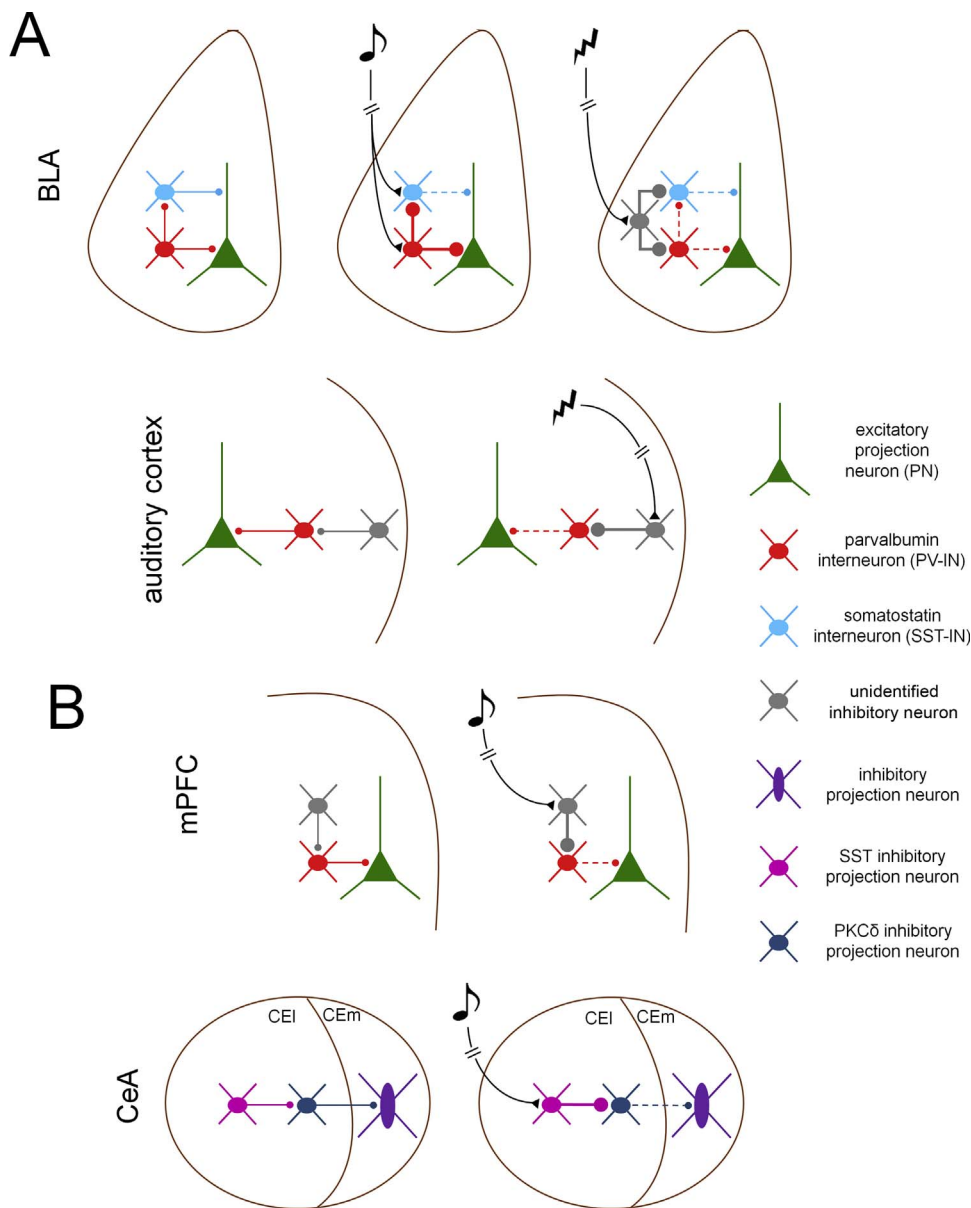 A
BLA
auditory cortex
excitatory
projection
neuron (PN)
parvalbumin
interneuron (PV-IN)
somatostatin
interneuron (SST-IN)
unidentified
inhibitory neuron
inhibitory
projection neuron
SST inhibitory
projection neuron
PKCδ inhibitory
projection neuron
B
mPFC
CeA
CEl CEm
CEl CEm